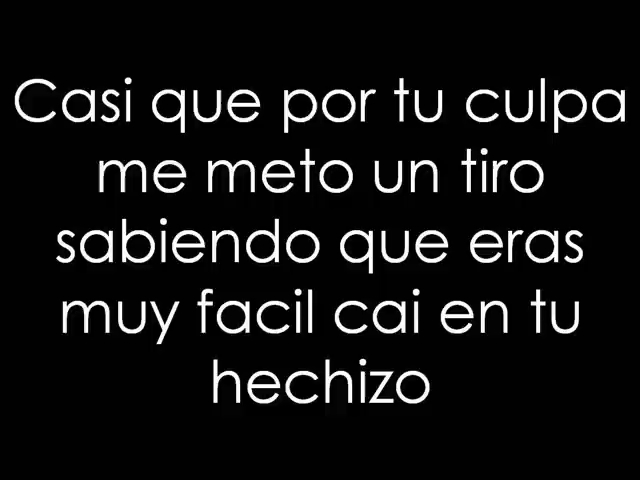 Casi que por tu culpa
me meto un tiro
sabiendo que eras
muy facil cai en tu
hechizo